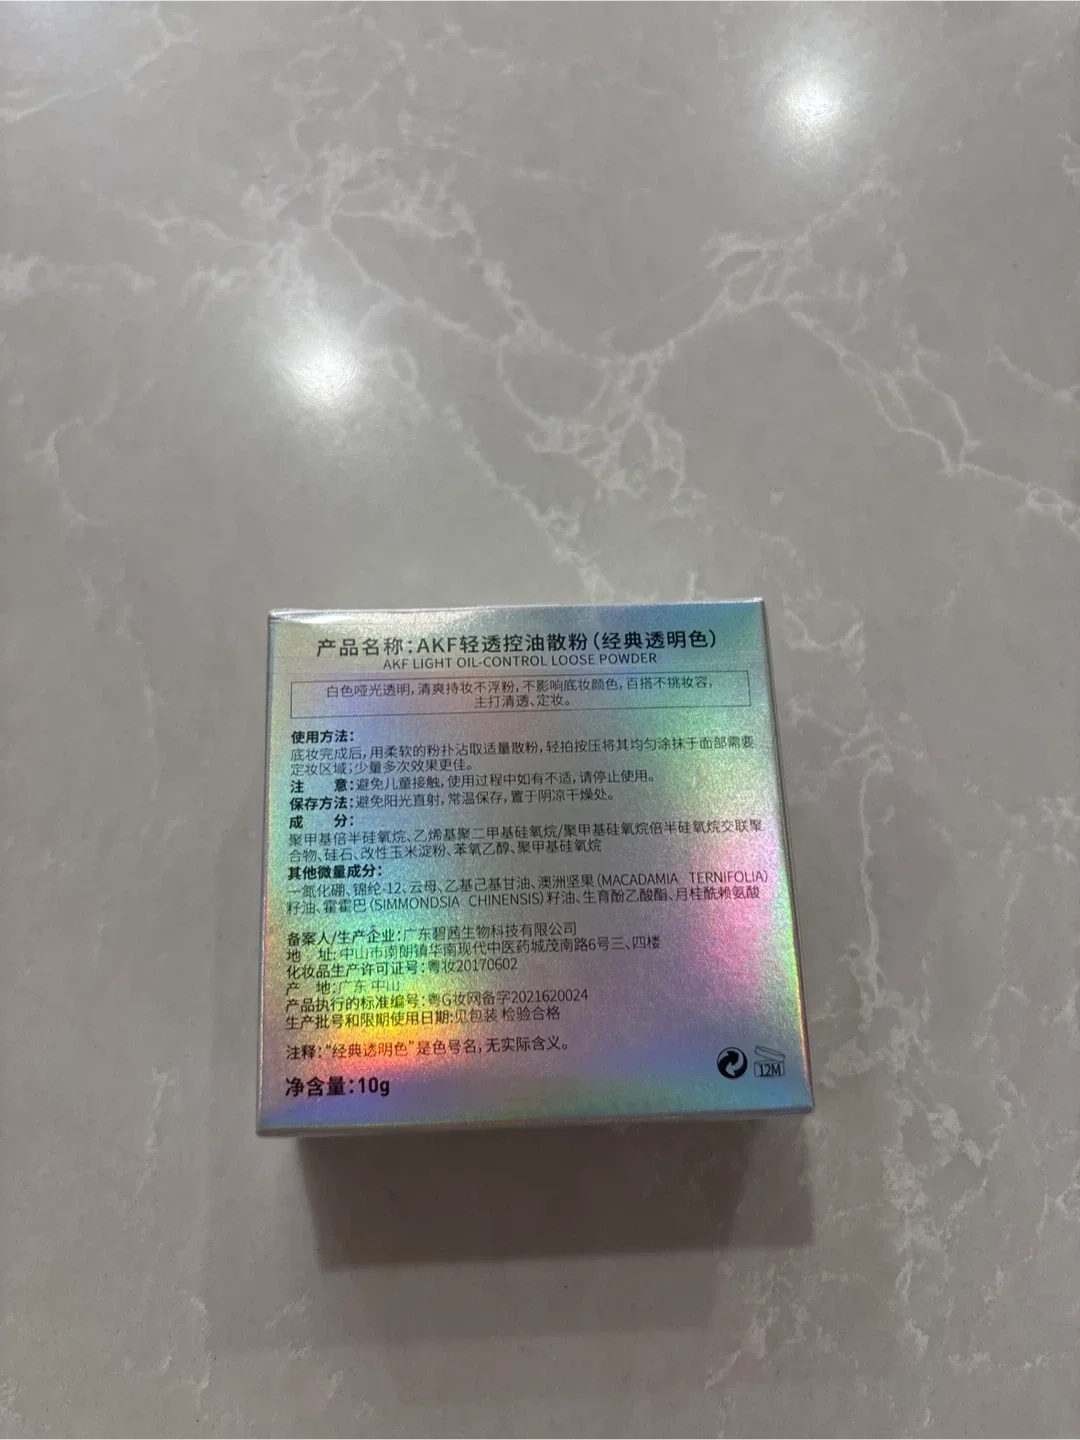 产品名称:AKF轻透控油散粉(经典透明色)
AKF LIGHT OIL-CONTROL LOOSE POWDER
白色哑光透明,清爽持妆不浮粉,不影响底妆颜色,百搭不挑妆容,
主打清透、定妆。
使用方法:
底妆完成后,用柔软的粉扑沾取适量散粉,轻拍按压将其均匀涂抹于面部需要
定妆区域;少量多次效果更佳。
注 意:避免儿童接触,使用过程中如有不适,请停止使用。
保存方法:避免阳光直射,常温保存,置于阴凉干燥处。
成 分:
聚甲基倍半硅氧烷、乙烯基聚二甲基硅氧烷/聚甲基硅氧烷倍半硅氧烷交联聚
合物、硅石、改性玉米淀粉、苯氧乙醇、聚甲基硅氧烷
其他微量成分:
一氮化硼、锦纶-12、云母、乙基己基甘油、澳洲坚果(MACADAMIA TERNIFOLIA)
籽油、霍霍巴(SIMMONDSIA CHINENSIS)籽油、生育酚乙酸酯、月桂酰赖氨酸
备案人/生产企业:广东碧茜生物科技有限公司
地 址:中山市南朗镇华南现代中医药城茂南路6号三、四楼
化妆品生产许可证号:粤妆20170602
产 地:广东 中山
产品执行的标准编号:粤G妆网备字2021620024
生产批号和限期使用日期:见包装 检验合格
注释:“经典透明色”是色号名,无实际含义。
净含量:10g
12M